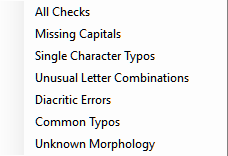 All Checks
Missing Capitals
Single Character Typos
Unusual Letter Combinations
Diacritic Errors
Common Typos
Unknown Morphology